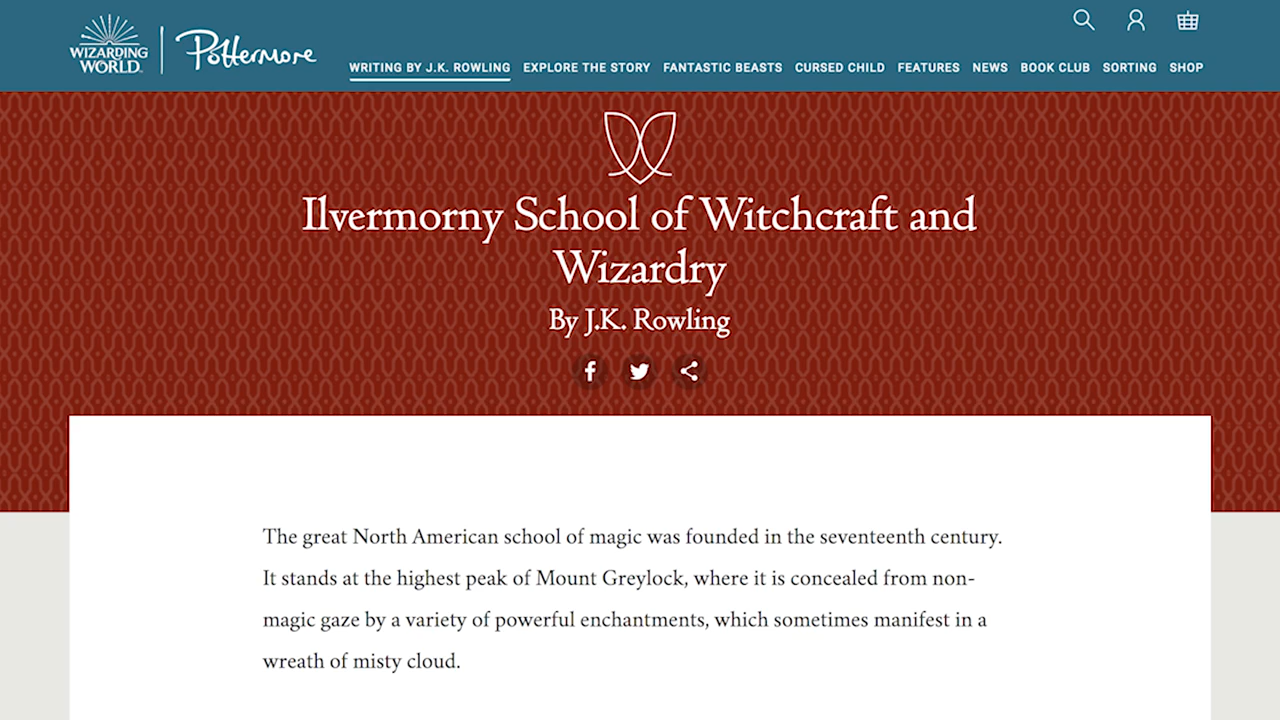 WIZARDING
WORLD
Pottermore
WRITING BY J.K. ROWLING EXPLORE THE STORY FANTASTIC BEASTS CURSED CHILD FEATURES NEWS BOOK CLUB SORTING SHOP
Ilvermorny School of Witchcraft and
Wizardry
By J.K. Rowling
The great North American school of magic was founded in the seventeenth century.
It stands at the highest peak of Mount Greylock, where it is concealed from non-
magic gaze by a variety of powerful enchantments, which sometimes manifest in a
wreath of misty cloud.